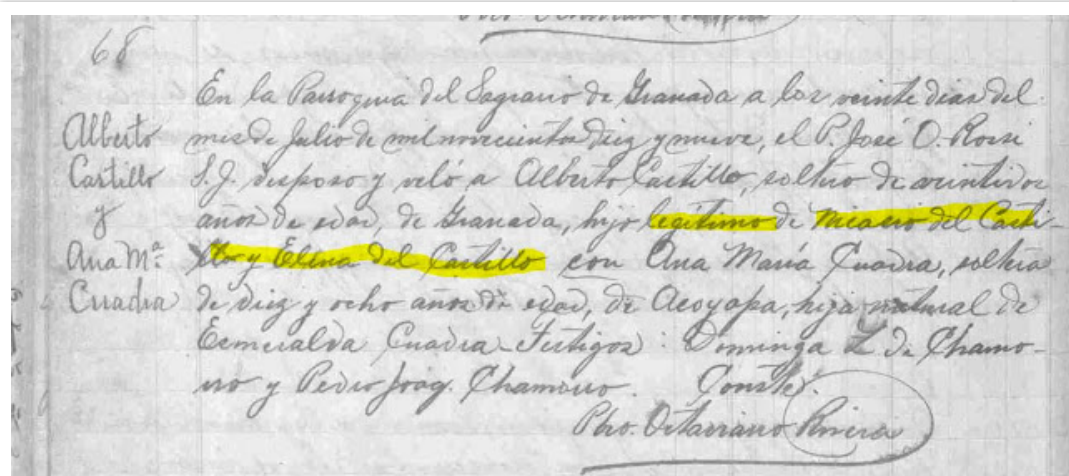 68
Alberto
Castillo
y
Ana Mª
Cuadra
En la Parroquia del Sagrario de Granada a los veinte dias del
mes de Julio de mil novecientos diez y nueve, el P. José O. Rossi
S.J. desposo y veló a Alberto Castillo, soltero de veintidos
años de edad, de Granada, hijo legítimo de Macario del Casti-
llo y Elena del Castillo con Ana María Cuadra, soltera
de diez y ocho años de edad, de Acoyapa, hija natural de
Esmeralda Cuadra - Testigos: Dominga L de Chamo-
rro y Pedro Joaq. Chamorro. Conste.
Pbro. Octaviano Rivera